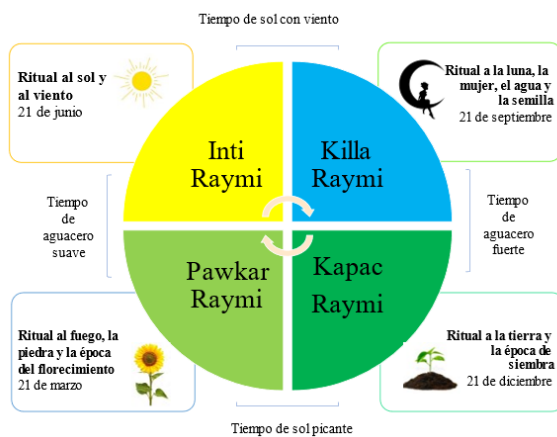 Tiempo de sol con viento
Ritual al sol y
al viento
21 de junio
Ritual a la luna, la
mujer, el agua y
la semilla
21 de septiembre
Inti
Raymi
Killa
Raymi
Tiempo
de
aguacero
suave
Tiempo
de
aguacero
fuerte
Pawkar
Raymi
Kapac
Raymi
Ritual al fuego, la
piedra y la época
del florecimiento
21 de marzo
Ritual a la tierra y
la época de
siembra
21 de diciembre
Tiempo de sol picante